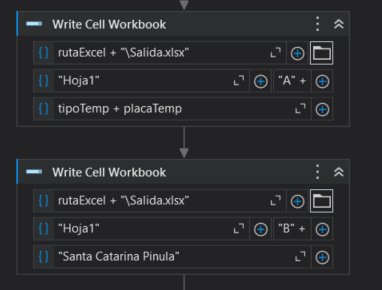 Write Cell Workbook
rutaExcel + "\Salida.xlsx"
"Hoja1" "A" +
tipoTemp + placaTemp
Write Cell Workbook
rutaExcel + "\Salida.xlsx"
"Hoja1" "B" +
"Santa Catarina Pinula"